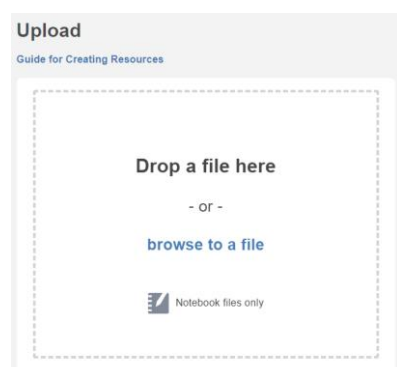 Upload
Guide for Creating Resources
Drop a file here
- or -
browse to a file
Notebook files only